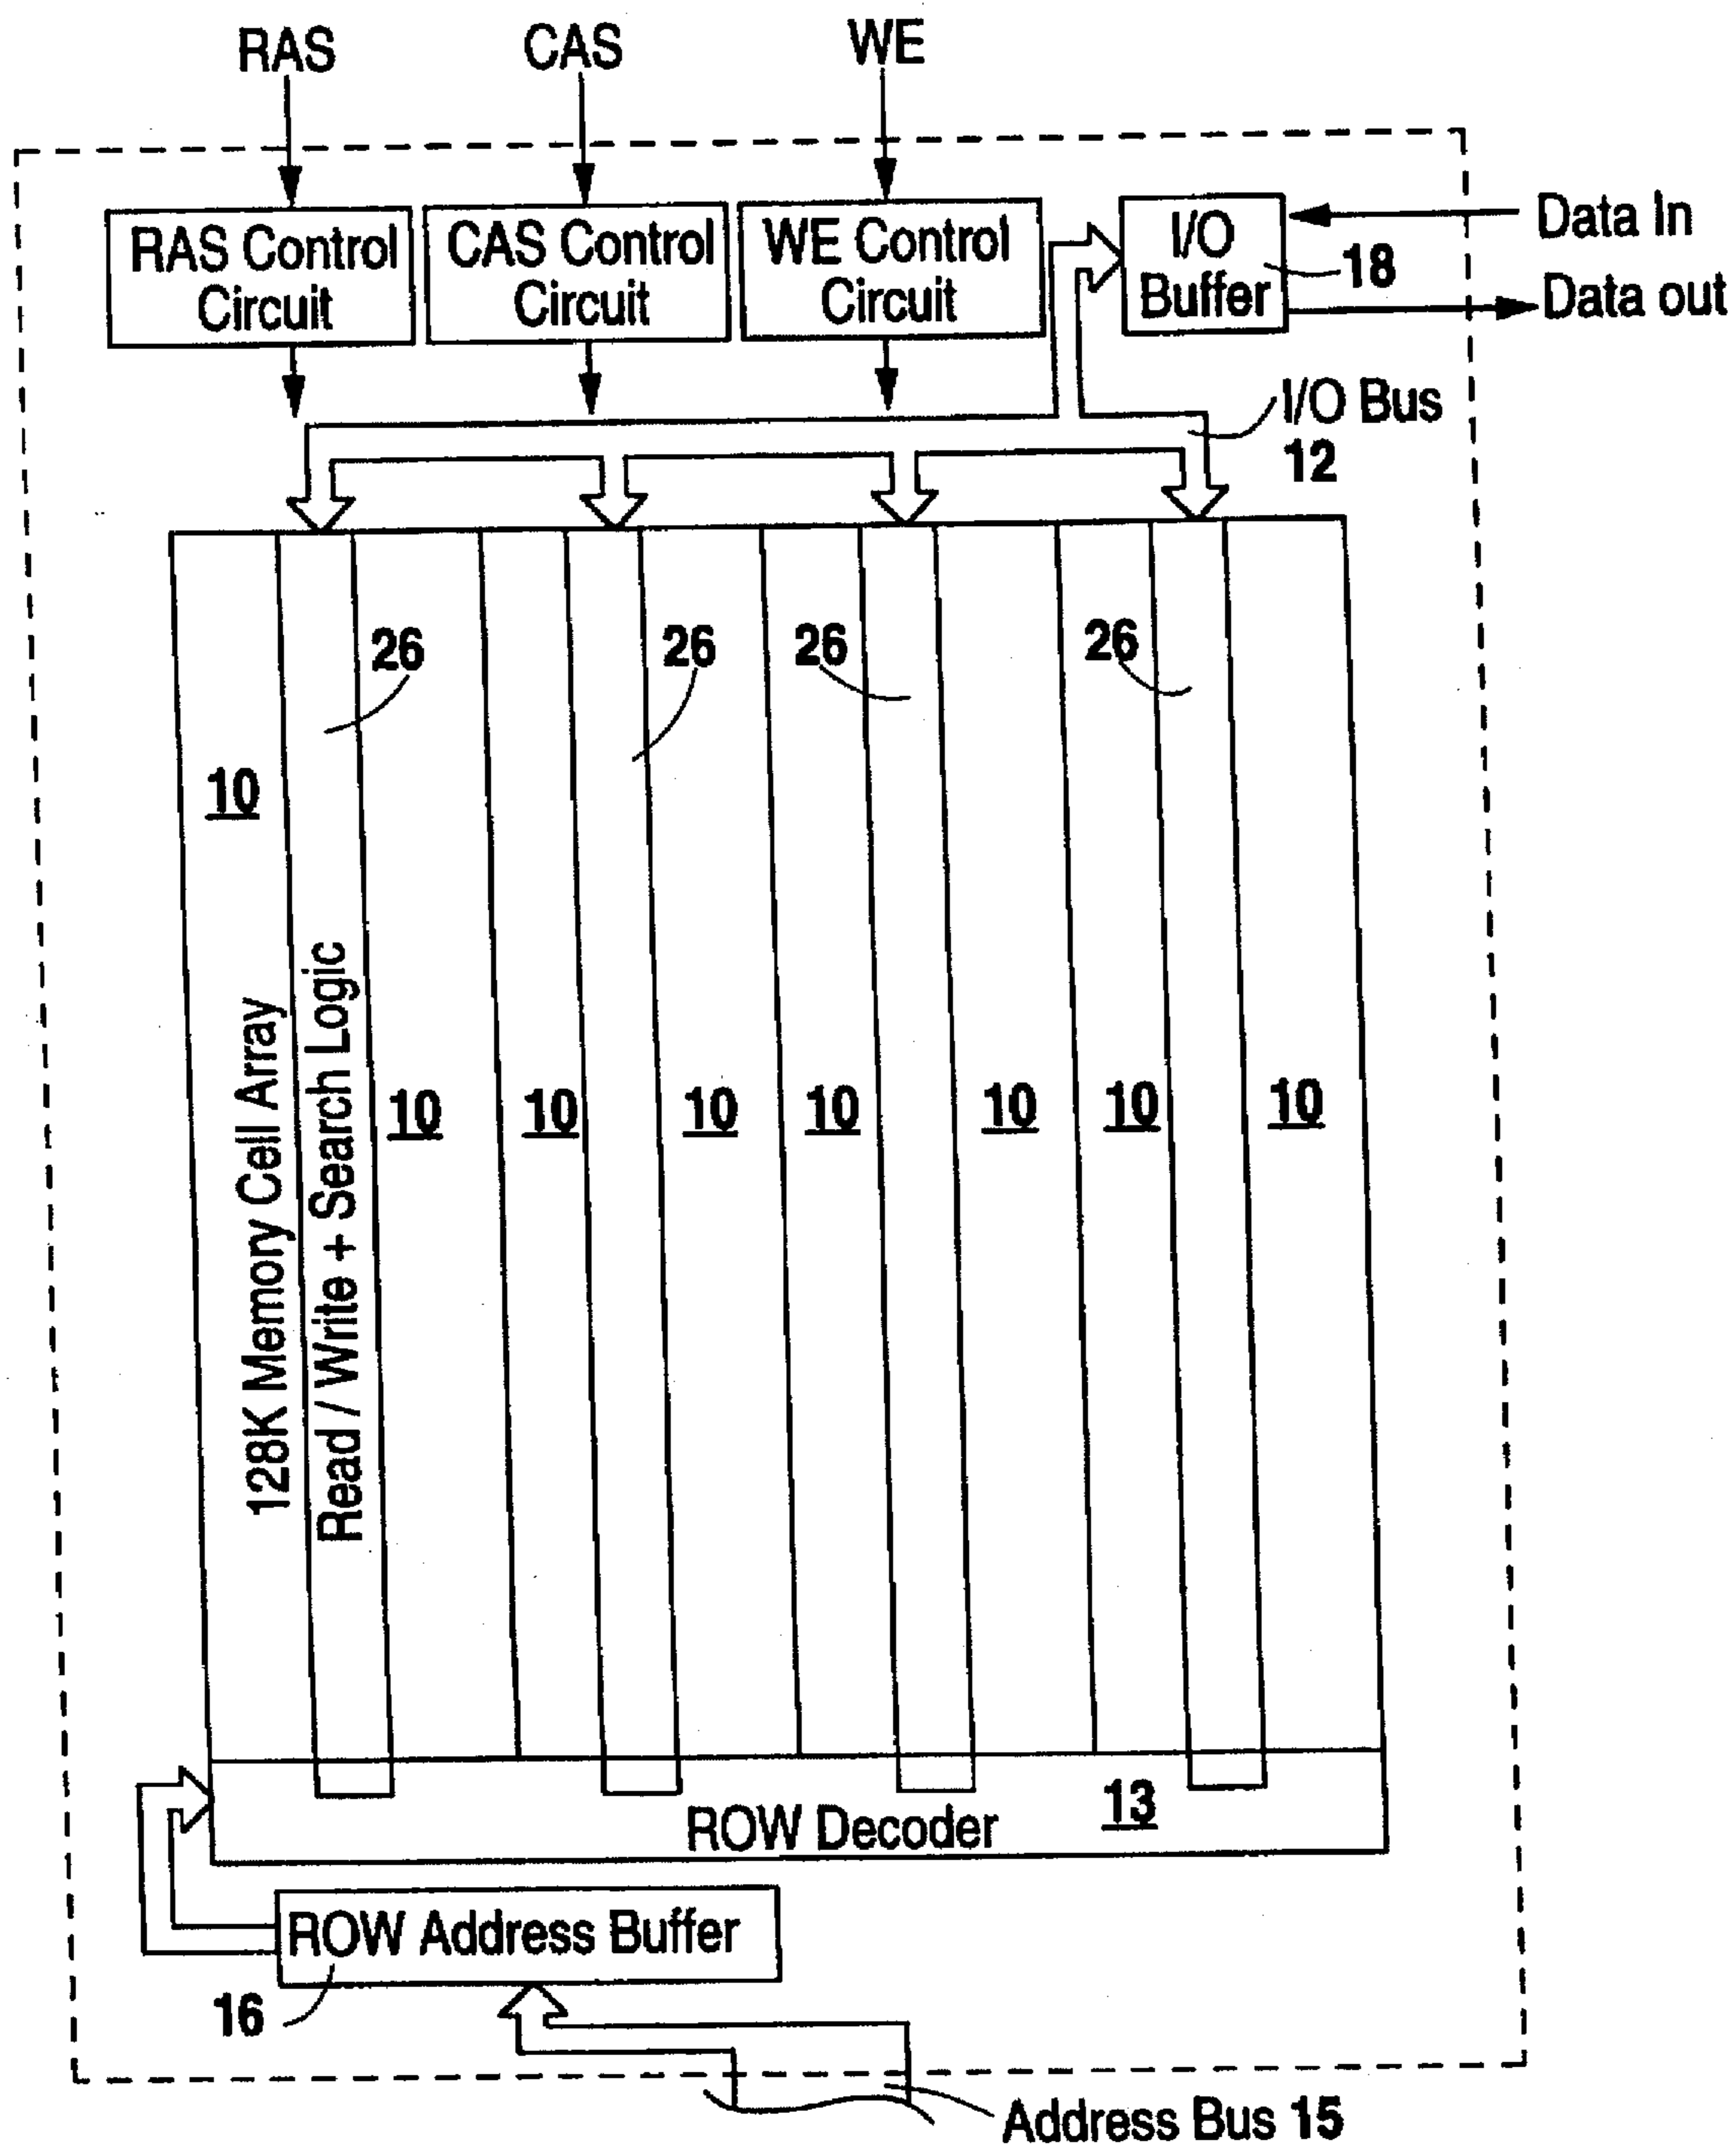 RAS
CAS
WE
RAS Control
Circuit
CAS Control
Circuit
WE Control
Circuit
I/O
Buffer
18
Data In
Data out
I/O Bus
12
26
26
26
26
10
128K Memory Cell Array
Read / Write + Search Logic
10
10
10
10
10
10
10
13
ROW Decoder
ROW Address Buffer
16
Address Bus 15